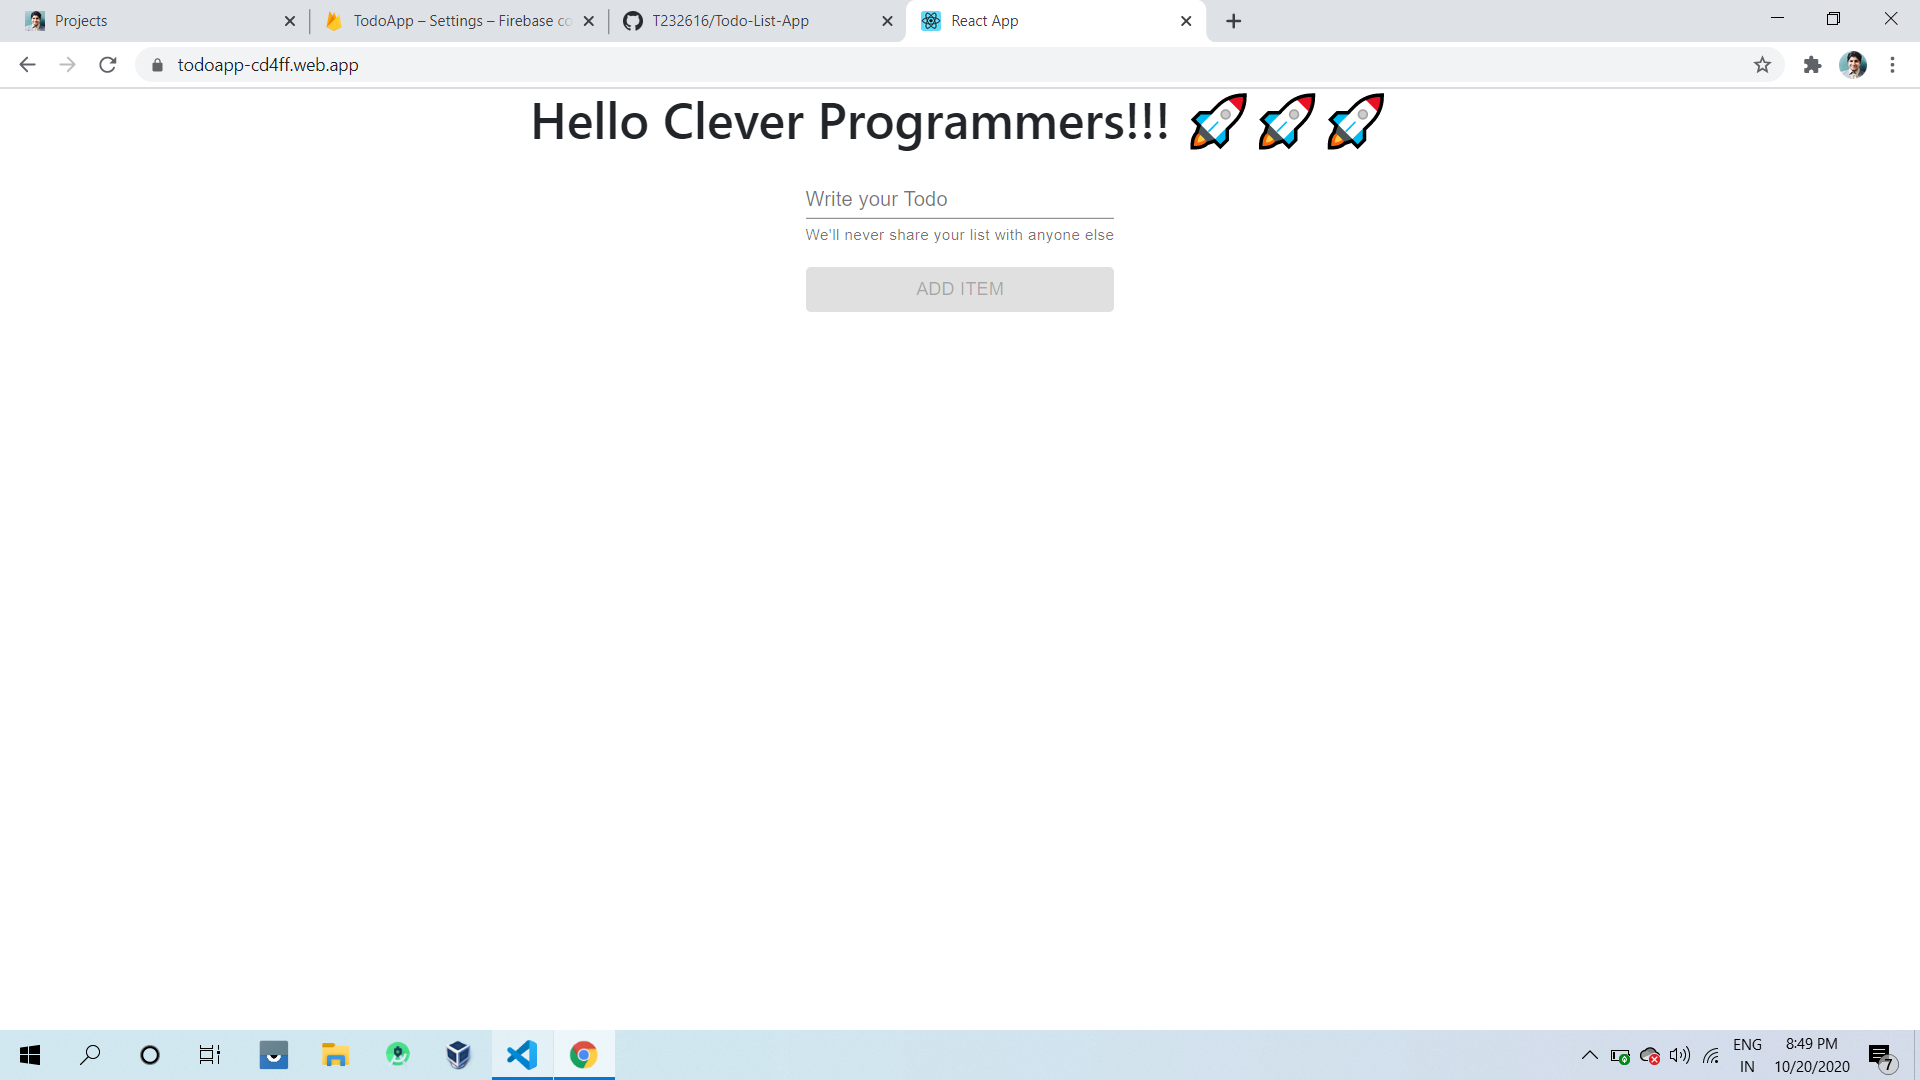 Projects
TodoApp – Settings – Firebase co
T232616/Todo-List-App
React App
todoapp-cd4ff.web.app
Hello Clever Programmers!!! 🚀🚀🚀
Write your Todo
We'll never share your list with anyone else
ADD ITEM
ENG
IN
8:49 PM
10/20/2020
7